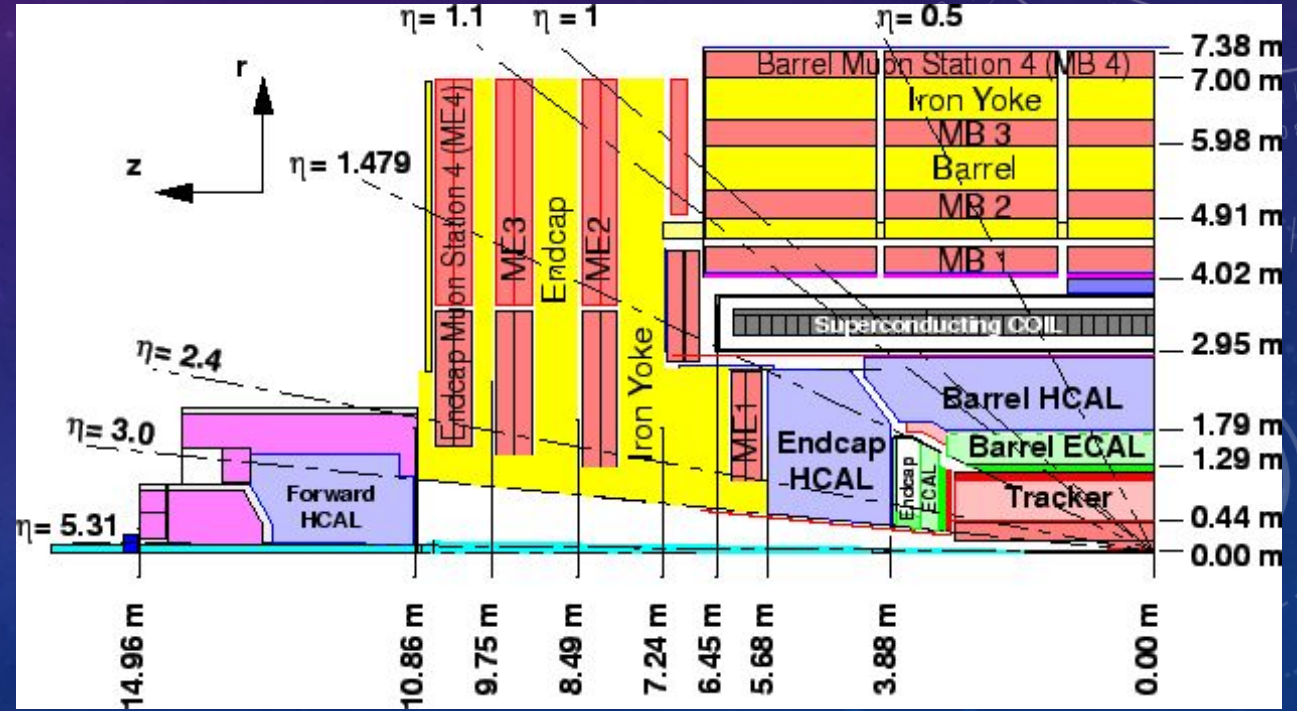 η= 1.1
η = 1
η= 0.5
7.38 m
Barrel Muon Station 4 (MB 4)
r
7.00 m
Iron Yoke
MB 3
5.98 m
z
η= 1.479
Barrel
MB 2
4.91 m
MB
4.02 m
Endcap Muon Station 4 (ME4)
ME3
Endcap
ME2
Superconducting COIL
2.95 m
η= 2.4
Iron Yoke
Barrel HCAL
1.79 m
η= 3.0
ME1
Endcap
HCAL
Barrel ECAL
1.29 m
Forward
HCAL
Endcap
ECAL
Tracker
0.44 m
η= 5.31
0.00 m
14.96 m
10.86 m
9.75 m
8.49 m
7.24 m
6.45 m
5.68 m
3.88 m
0.00 m